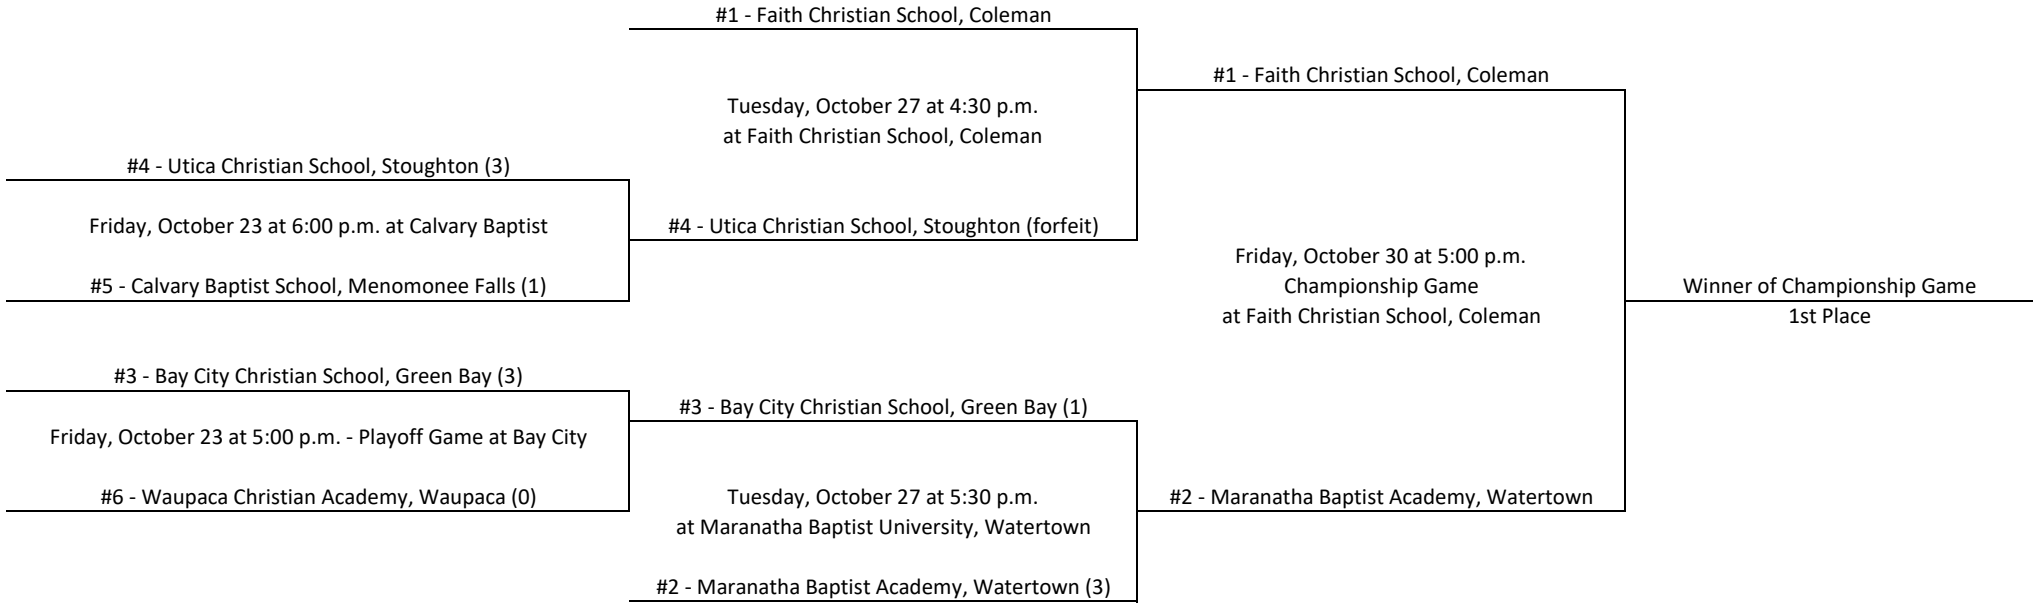 #1 - Faith Christian School, Coleman
#1 - Faith Christian School, Coleman
Tuesday, October 27 at 4:30 p.m.
at Faith Christian School, Coleman
#4 - Utica Christian School, Stoughton (3)
Friday, October 23 at 6:00 p.m. at Calvary Baptist
#4 - Utica Christian School, Stoughton (forfeit)
Friday, October 30 at 5:00 p.m.
Championship Game
at Faith Christian School, Coleman
#5 - Calvary Baptist School, Menomonee Falls (1)
Winner of Championship Game
1st Place
#3 - Bay City Christian School, Green Bay (3)
#3 - Bay City Christian School, Green Bay (1)
Friday, October 23 at 5:00 p.m. - Playoff Game at Bay City
#6 - Waupaca Christian Academy, Waupaca (0)
Tuesday, October 27 at 5:30 p.m.
at Maranatha Baptist University, Watertown
#2 - Maranatha Baptist Academy, Watertown
#2 - Maranatha Baptist Academy, Watertown (3)